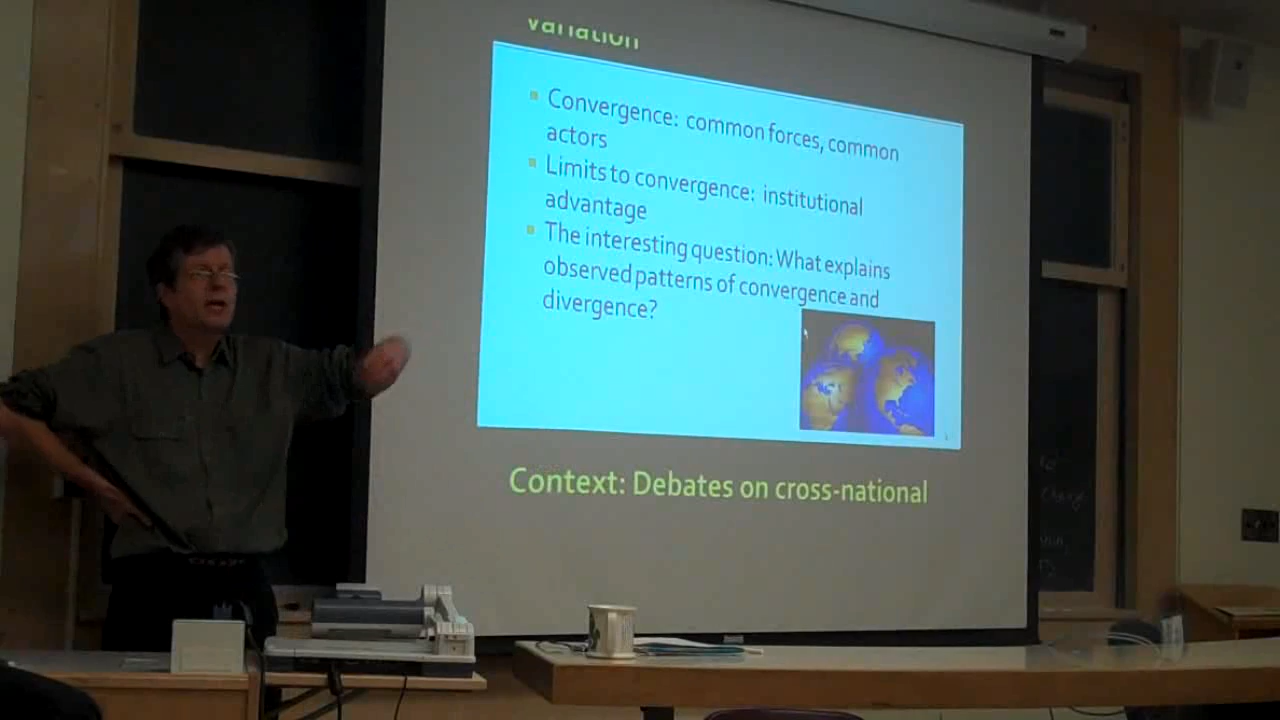 variation
Convergence: common forces, common
actors
Limits to convergence: institutional
advantage
The interesting question: What explains
observed patterns of convergence and
divergence?
Context: Debates on cross-national